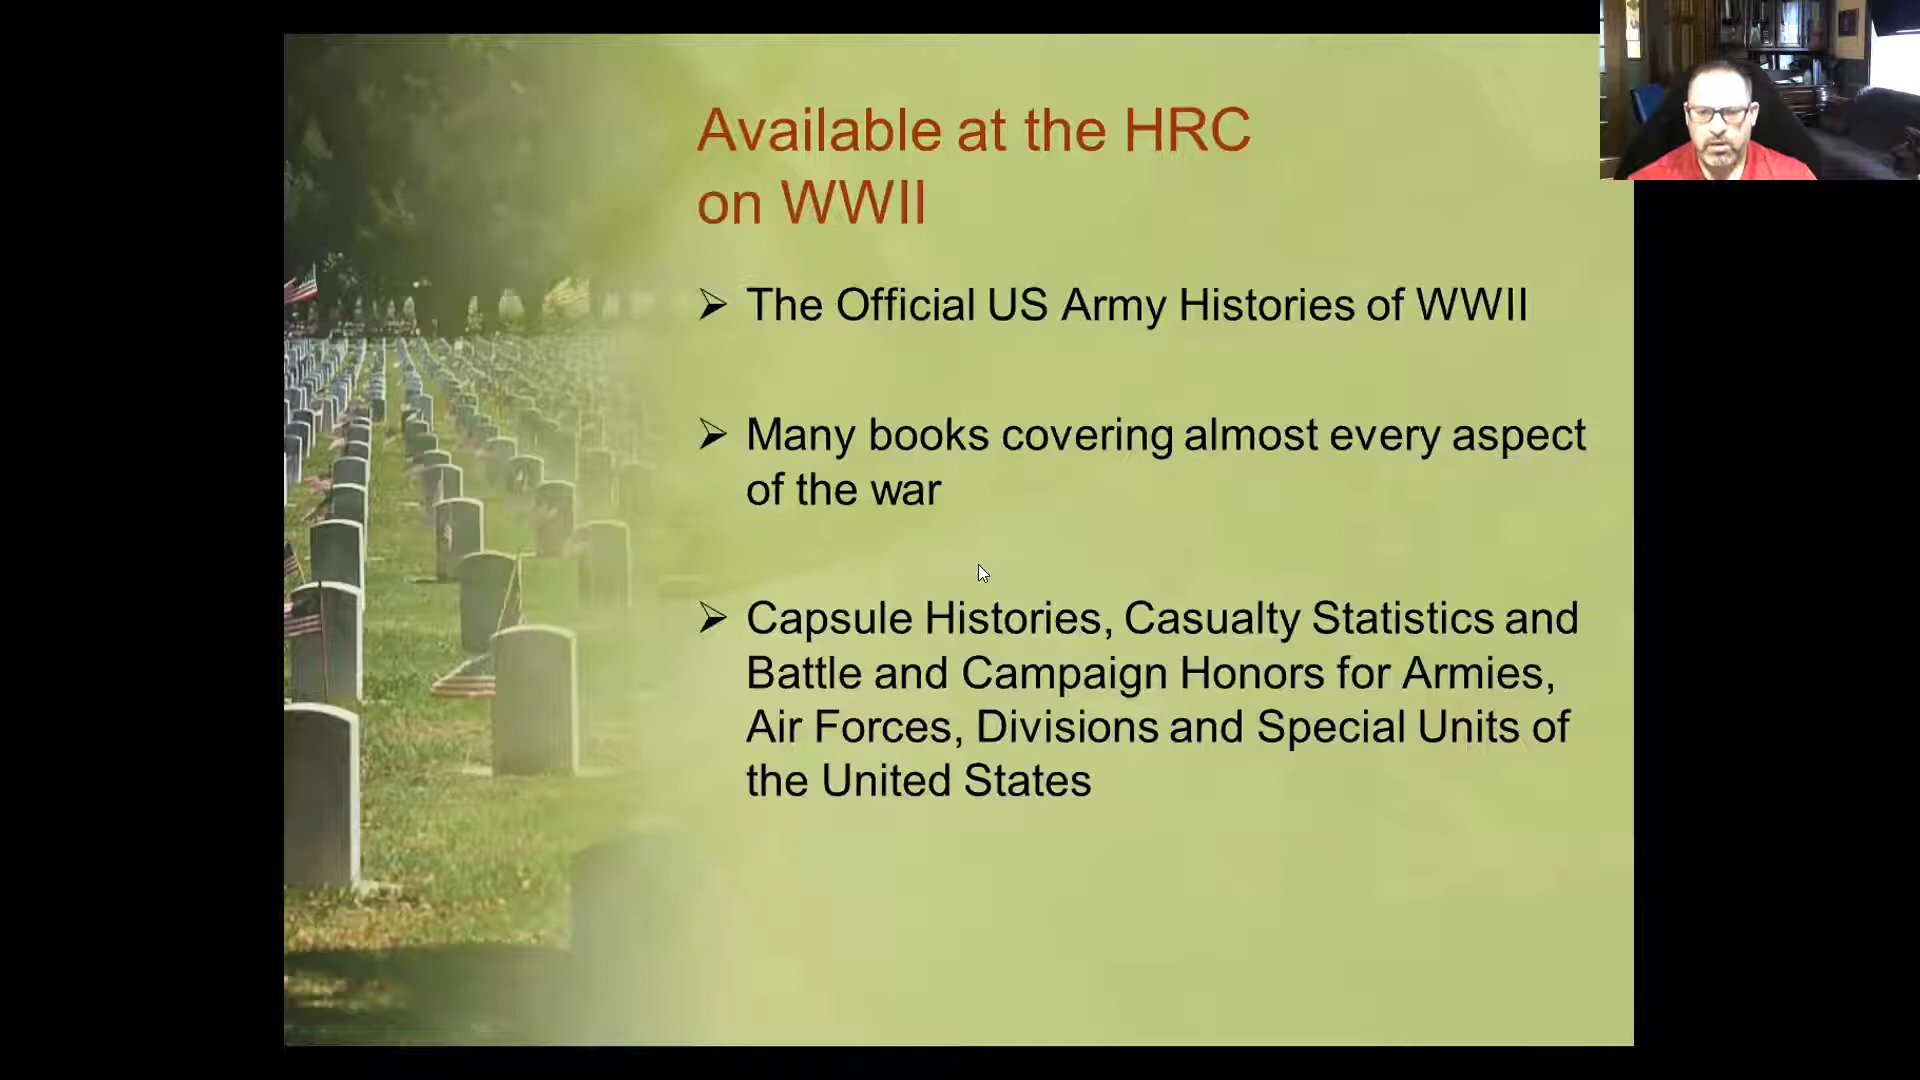 Available at the HRC
on WWII
The Official US Army Histories of WWII
Many books covering almost every aspect
of the war
Capsule Histories, Casualty Statistics and
Battle and Campaign Honors for Armies,
Air Forces, Divisions and Special Units of
the United States